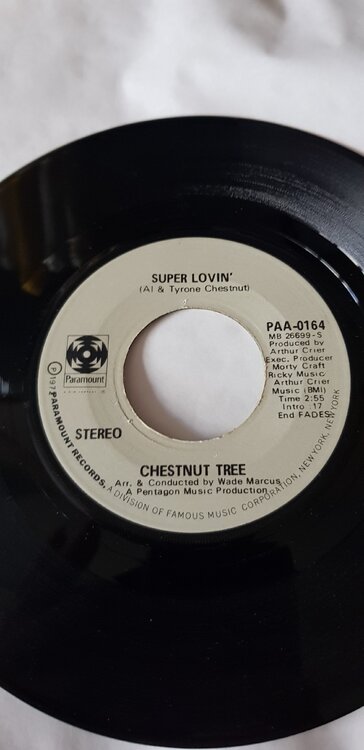 SUPER LOVIN'
(Al & Tyrone Chestnut)
PAA-0164
MB 26699-S
Produced by
Arthur Crier
Exec. Producer
Morty Craft
Ricky Music
Arthur Crier
Music (BMI)
Time 2:55
Intro .17
End FADES
Paramount
STEREO
CHESTNUT TREE
Arr. & Conducted by Wade Marcus
A Pentagon Music Production
PARAMOUNT RECORDS, A DIVISION OF FAMOUS MUSIC CORPORATION, NEW YORK, NEW YORK